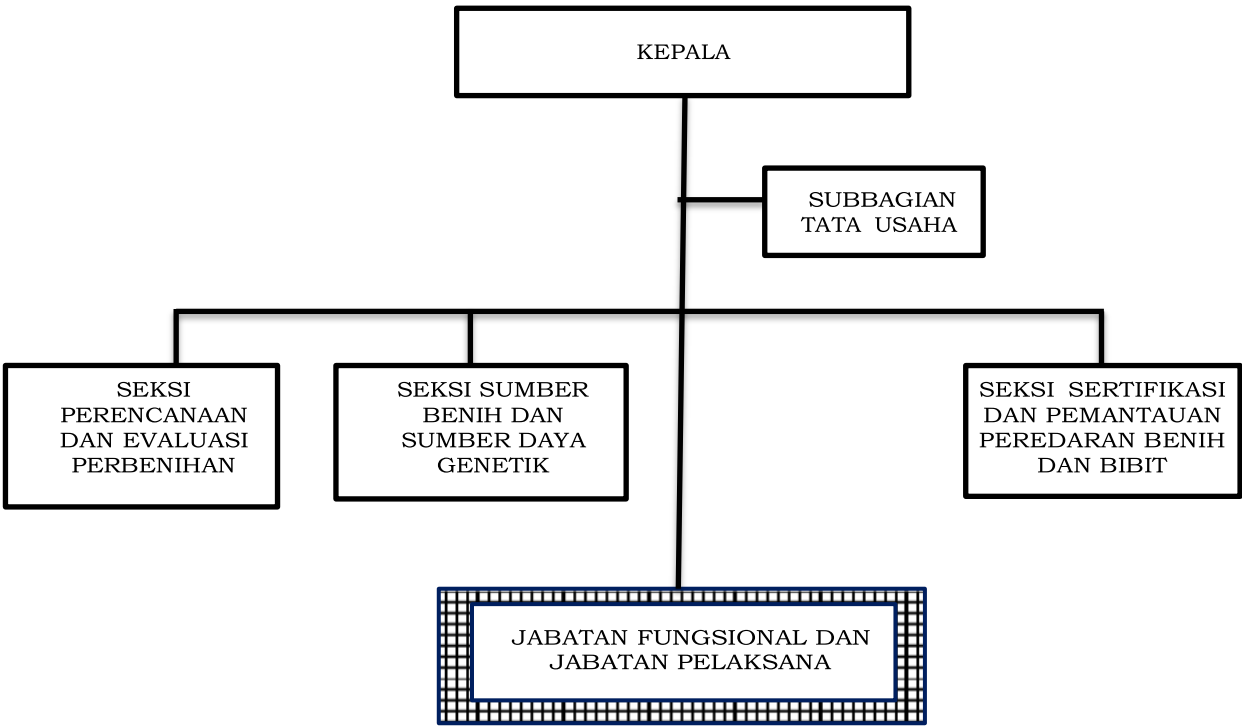 KEPALA
SUBBAGIAN
TATA USAHA
SEKSI
PERENCANAAN
DAN EVALUASI
PERBENIHAN
SEKSI SUMBER
BENIH DAN
SUMBER DAYA
GENETIK
SEKSI SERTIFIKASI
DAN PEMANTAUAN
PEREDARAN BENIH
DAN BIBIT
JABATAN FUNGSIONAL DAN
JABATAN PELAKSANA